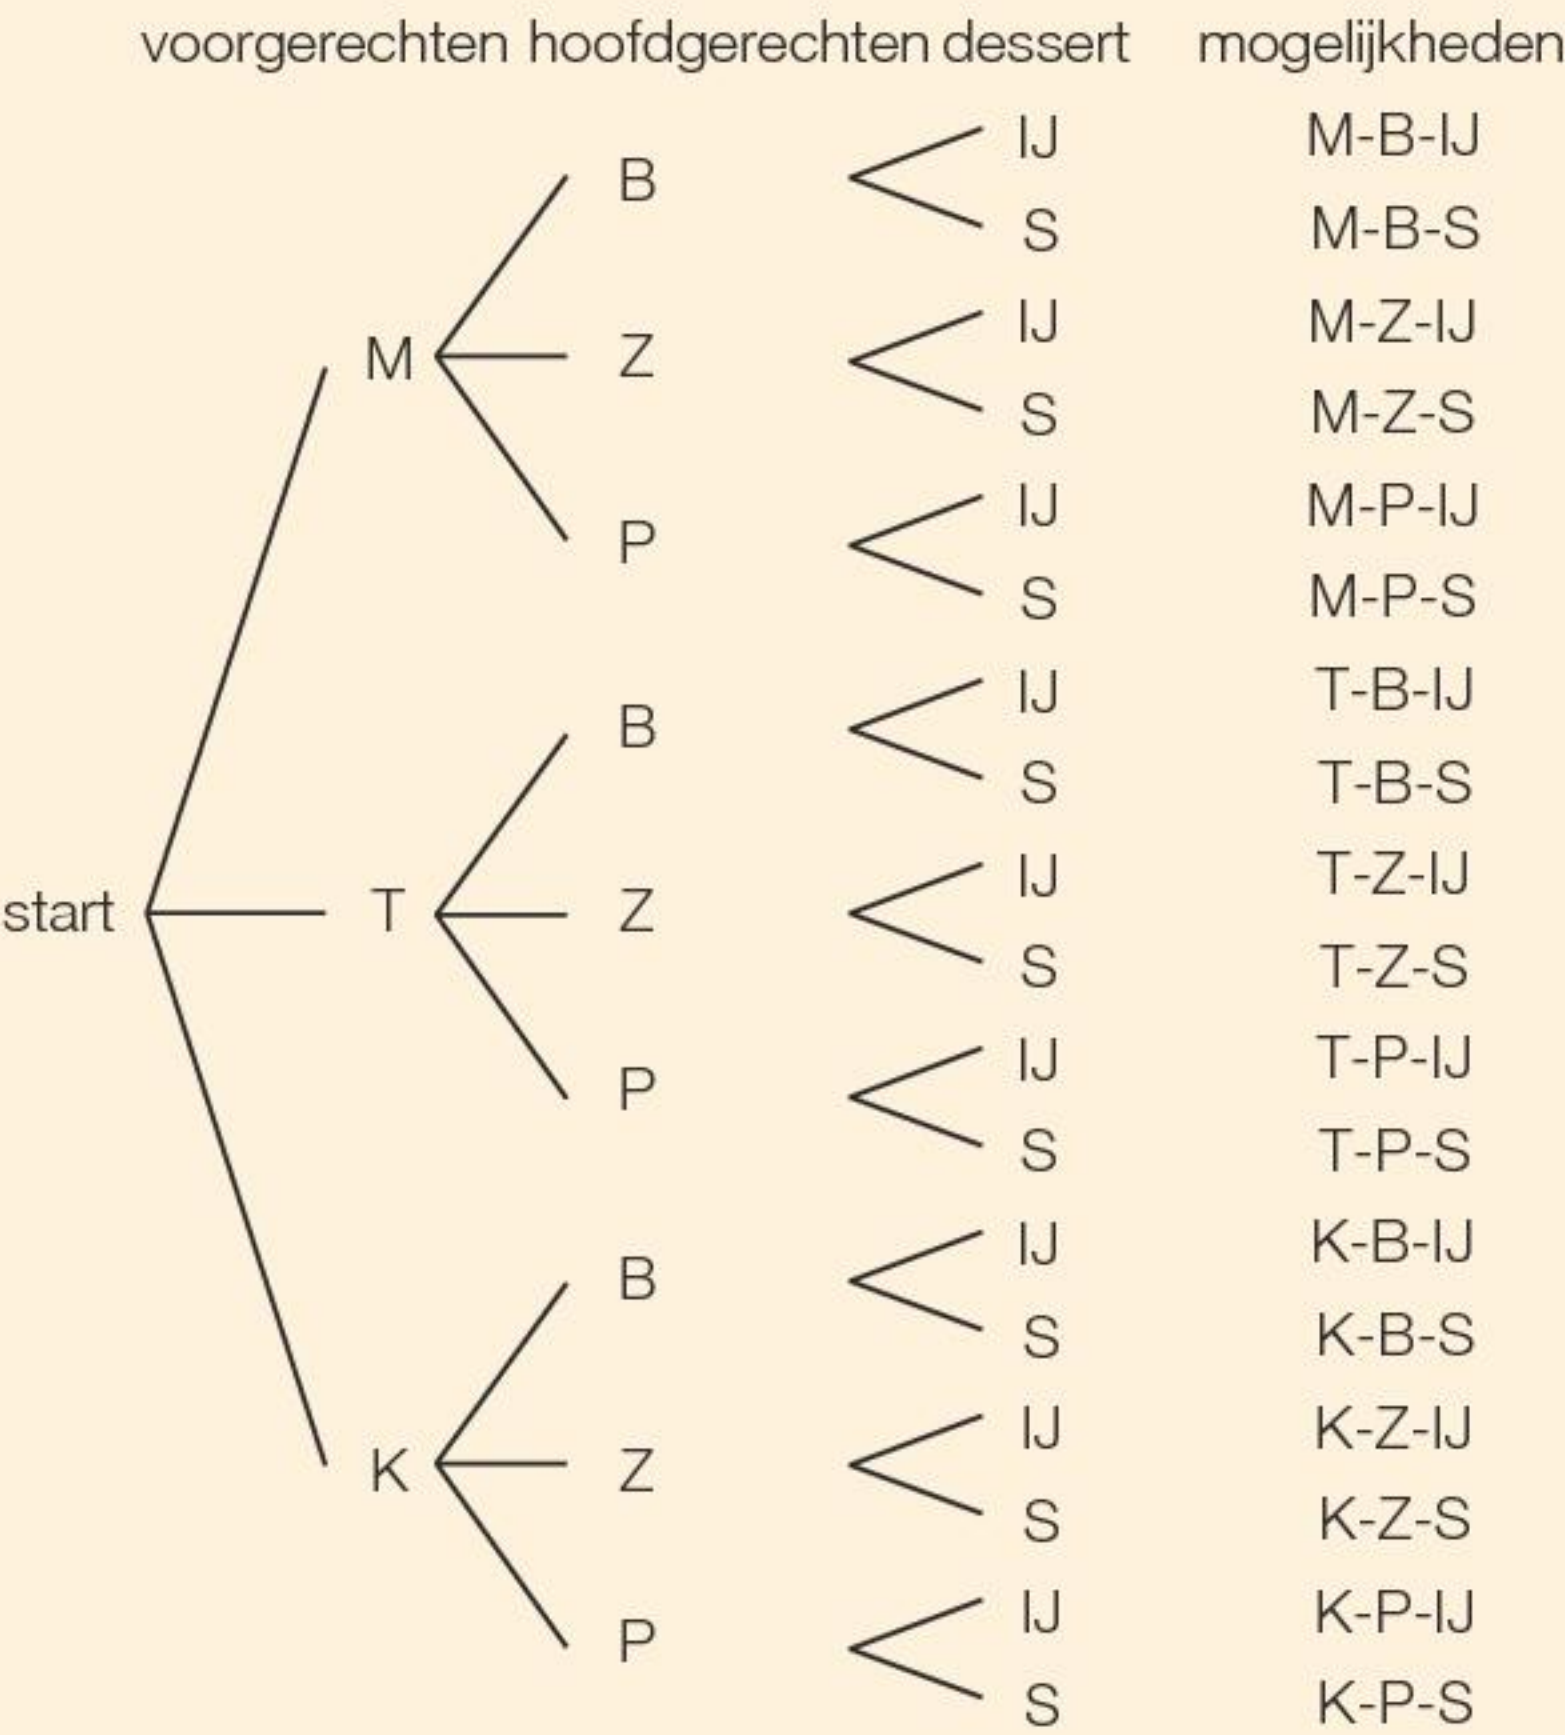 voorgerechten hoofdgerechten dessert mogelijkheden
IJ M-B-IJ
B
S M-B-S
IJ M-Z-IJ
M Z
S M-Z-S
IJ M-P-IJ
P
S M-P-S
IJ T-B-IJ
B
S T-B-S
IJ T-Z-IJ
start T Z
S T-Z-S
IJ T-P-IJ
P
S T-P-S
IJ K-B-IJ
B
S K-B-S
IJ K-Z-IJ
K Z
S K-Z-S
IJ K-P-IJ
P
S K-P-S